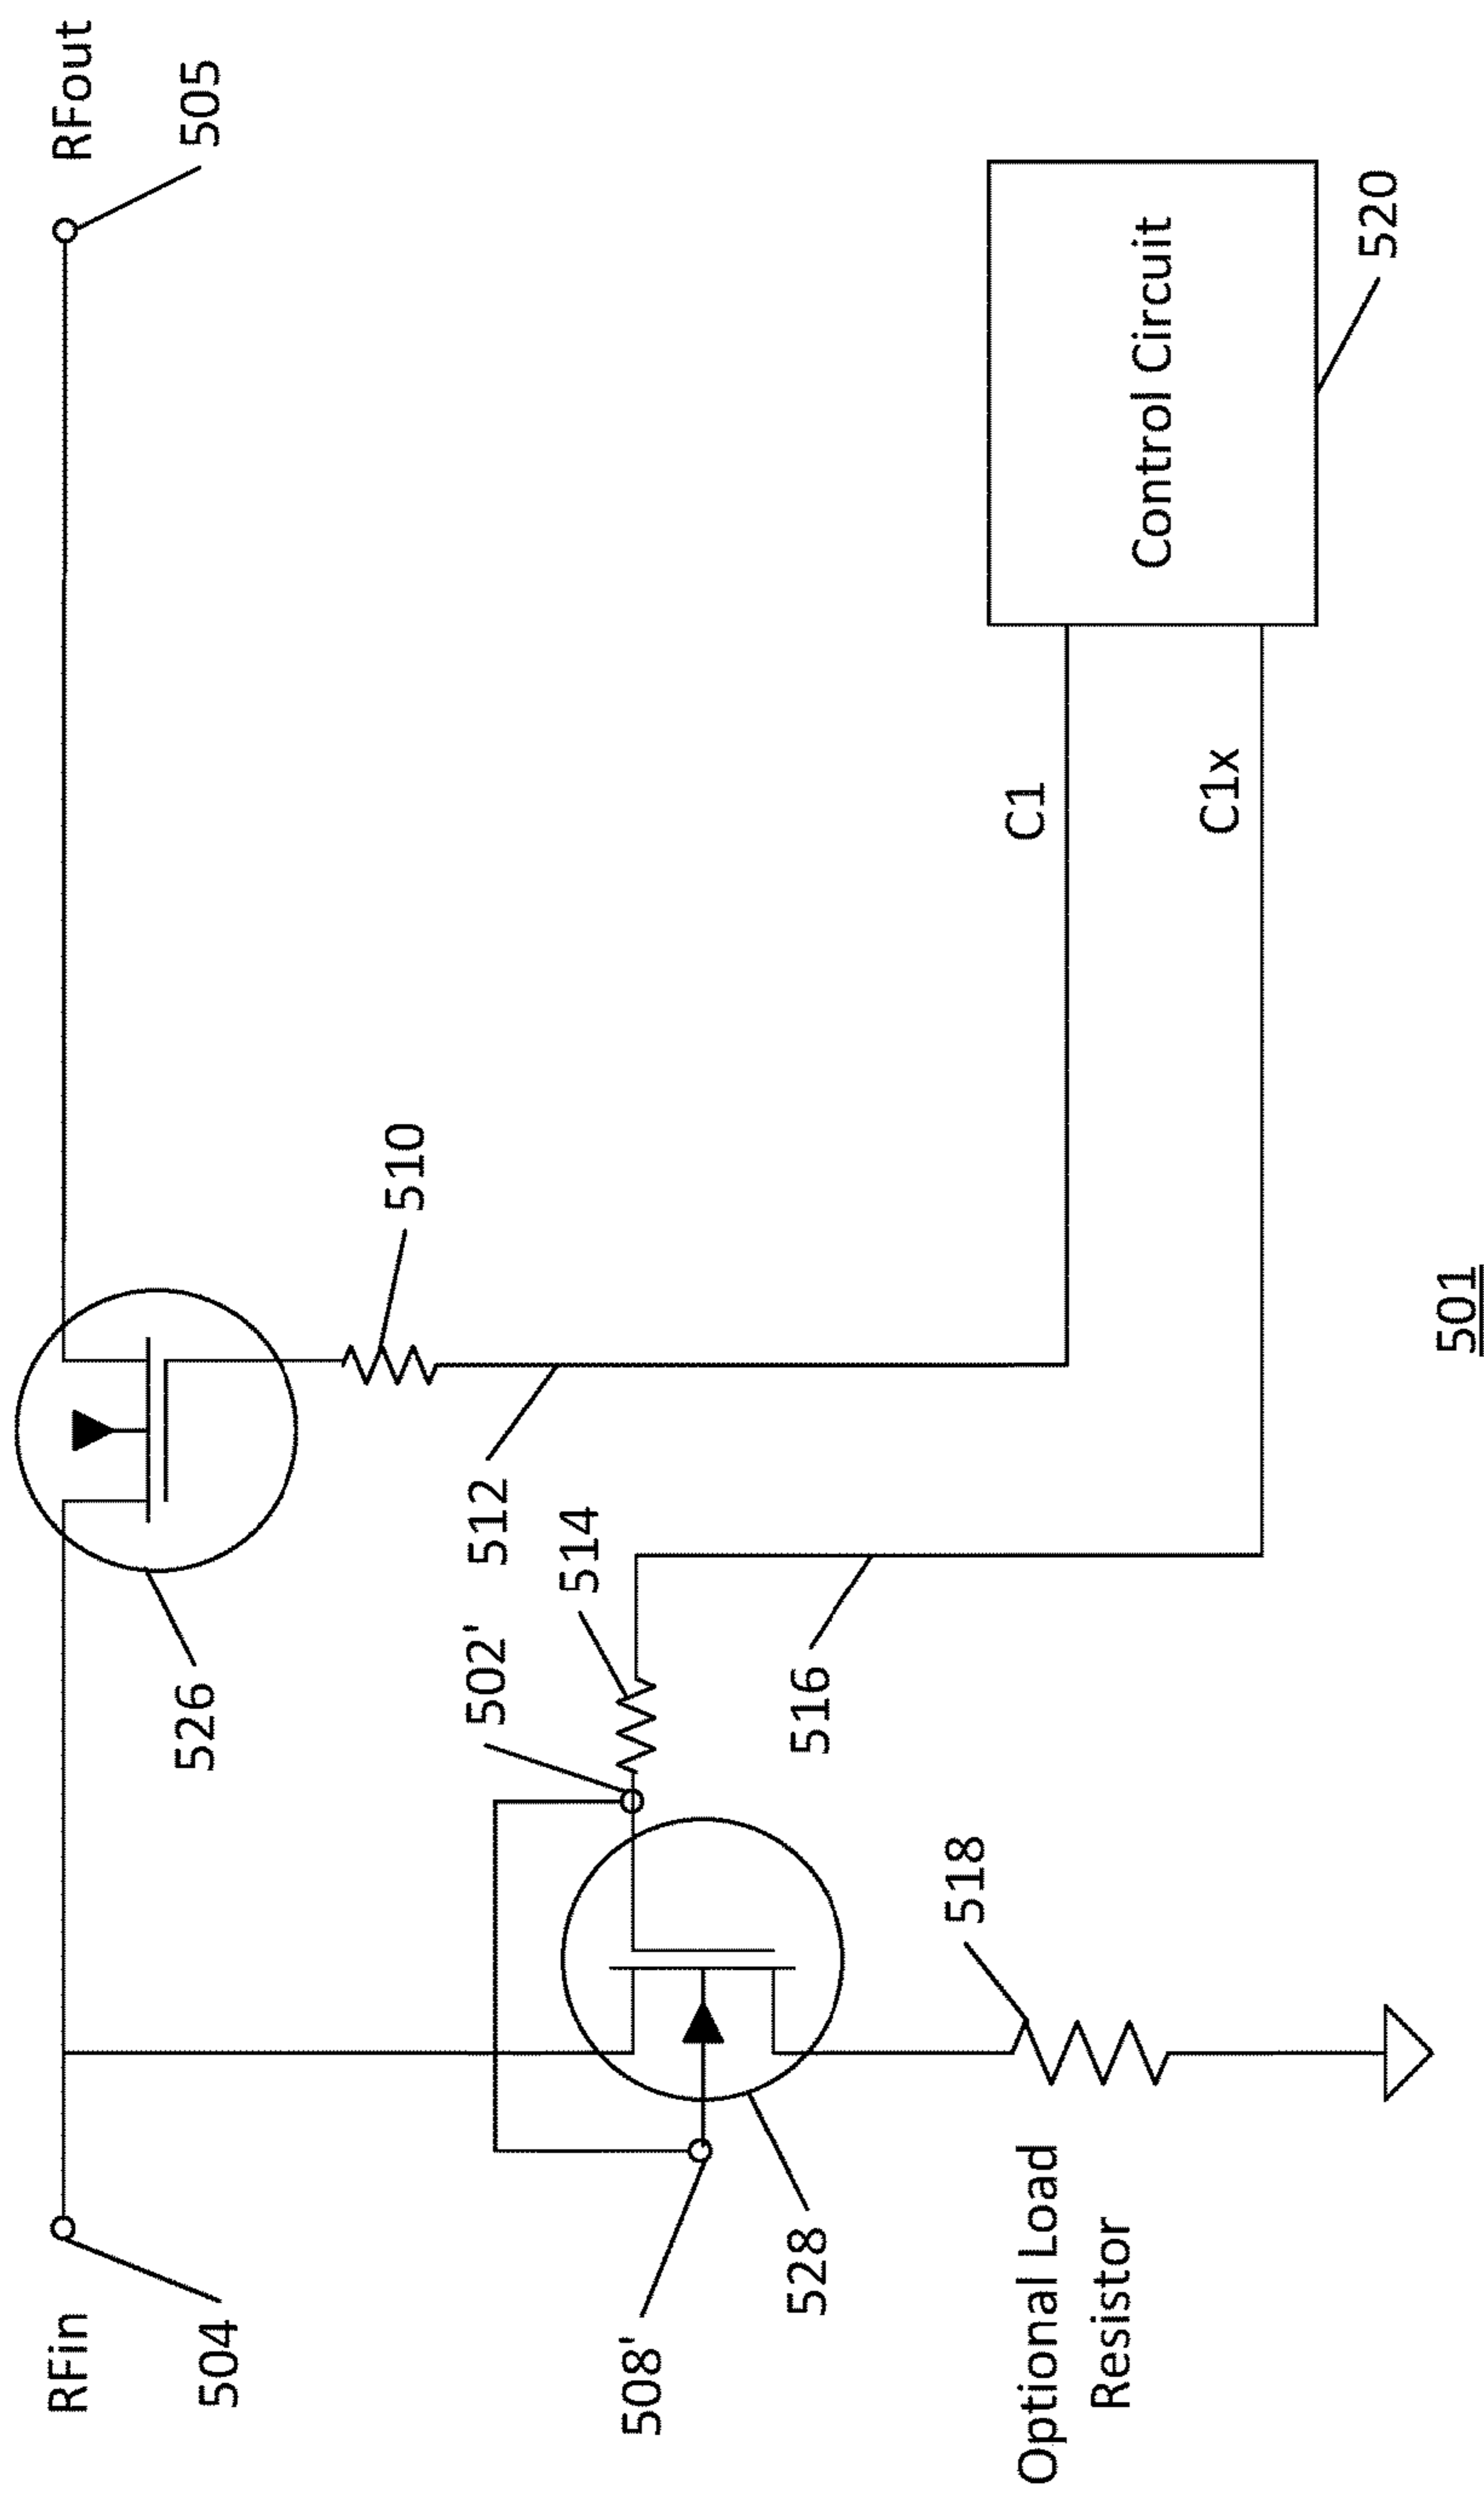 RFin
504
RFout
505
526
510
502'
512
514
508'
528
516
518
C1
C1x
Control Circuit
520
Optional Load
Resistor
501